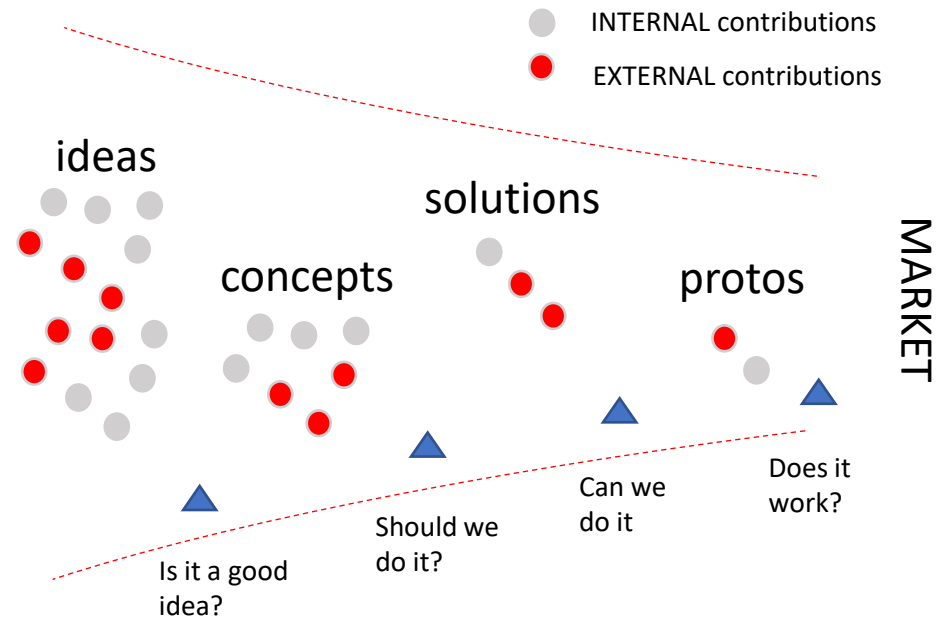 INTERNAL contributions
EXTERNAL contributions
ideas
solutions
concepts
protos
MARKET
Is it a good
idea?
Should we
do it?
Can we
do it
Does it
work?